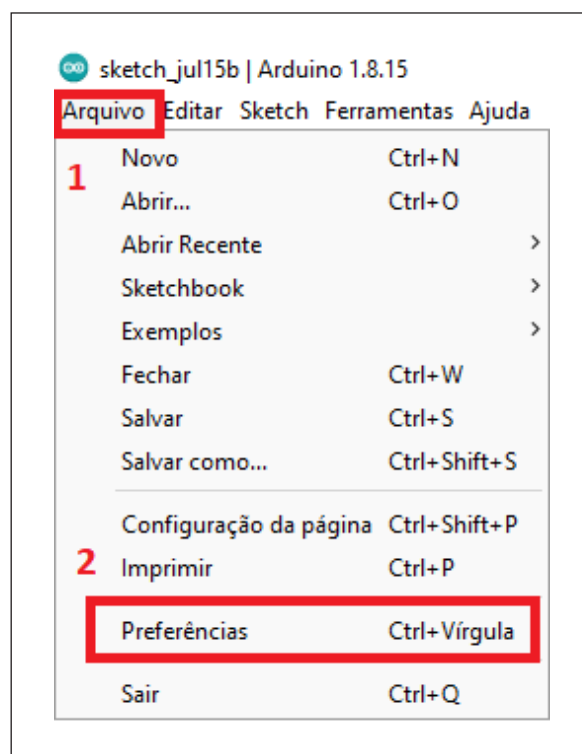 sketch_jul15b | Arduino 1.8.15
Arquivo Editar Sketch Ferramentas Ajuda
1
Novo Ctrl+N
Abrir... Ctrl+O
Abrir Recente >
Sketchbook >
Exemplos >
Fechar Ctrl+W
Salvar Ctrl+S
Salvar como... Ctrl+Shift+S
Configuração da página Ctrl+Shift+P
2
Imprimir Ctrl+P
Preferências Ctrl+Vírgula
Sair Ctrl+Q